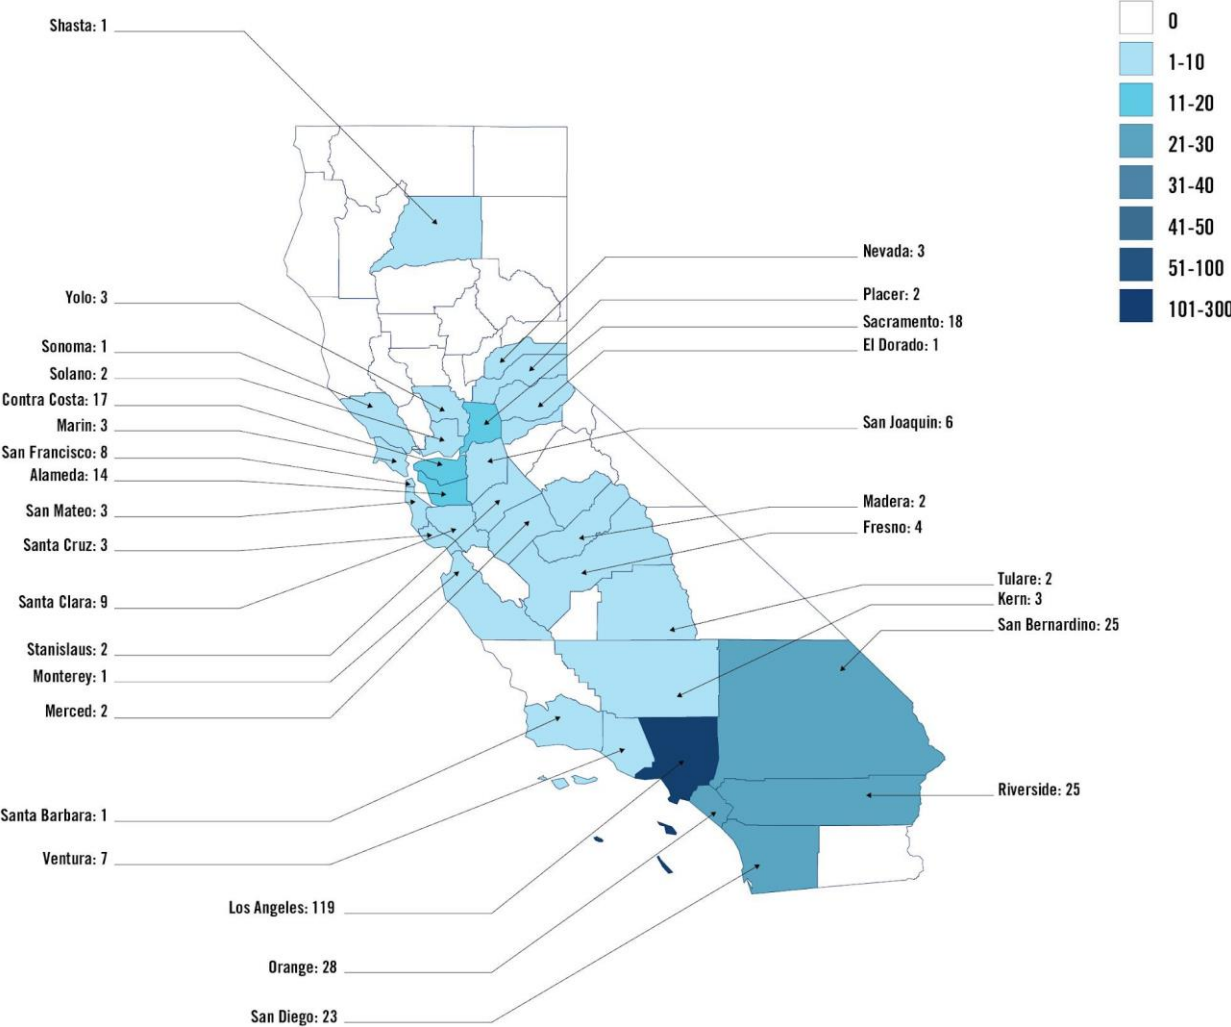 Shasta: 1
Yolo: 3
Sonoma: 1
Solano: 2
Contra Costa: 17
Marin: 3
San Francisco: 8
Alameda: 14
San Mateo: 3
Santa Cruz: 3
Santa Clara: 9
Stanislaus: 2
Monterey: 1
Merced: 2
Santa Barbara: 1
Ventura: 7
Los Angeles: 119
Orange: 28
San Diego: 23
Nevada: 3
Placer: 2
Sacramento: 18
El Dorado: 1
San Joaquin: 6
Madera: 2
Fresno: 4
Tulare: 2
Kern: 3
San Bernardino: 25
Riverside: 25
0
1-10
11-20
21-30
31-40
41-50
51-100
101-300